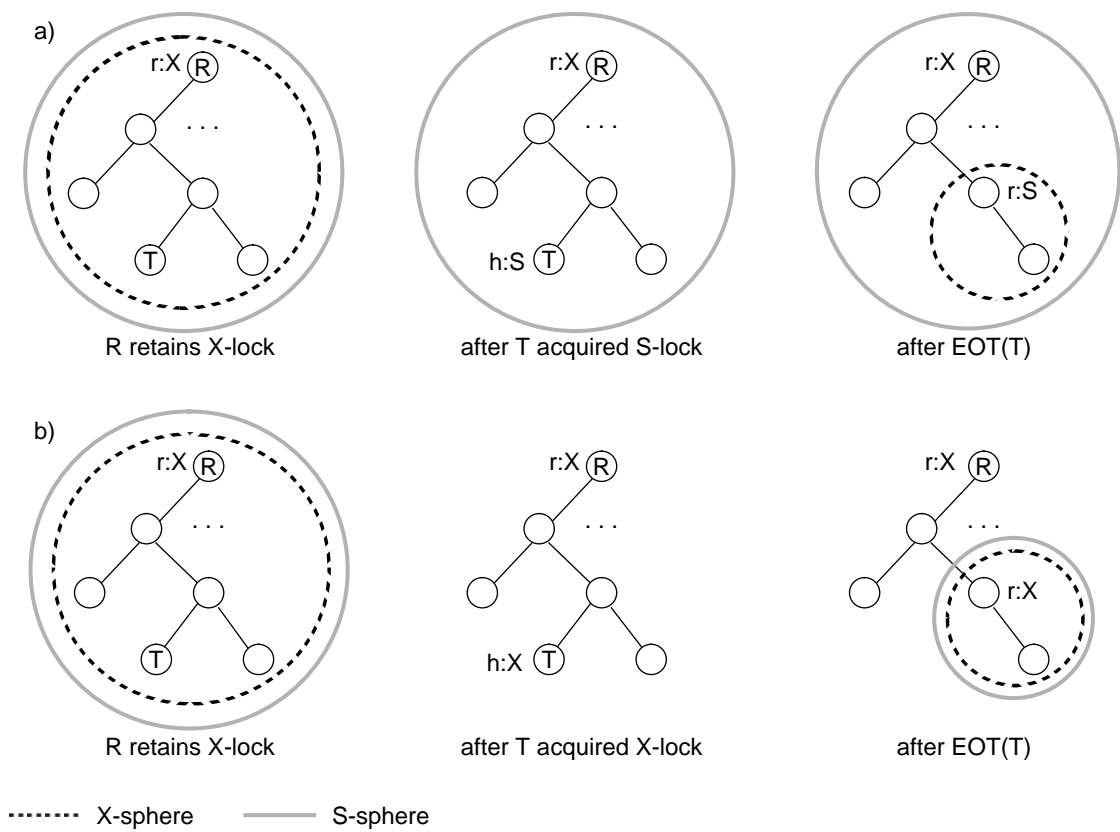 a)
r:X R
. . .
T
R retains X-lock
r:X R
. . .
h:S T
after T acquired S-lock
r:X R
. . .
r:S
after EOT(T)
b)
r:X R
. . .
T
R retains X-lock
r:X R
. . .
h:X T
after T acquired X-lock
r:X R
. . .
r:X
after EOT(T)
X-sphere
S-sphere